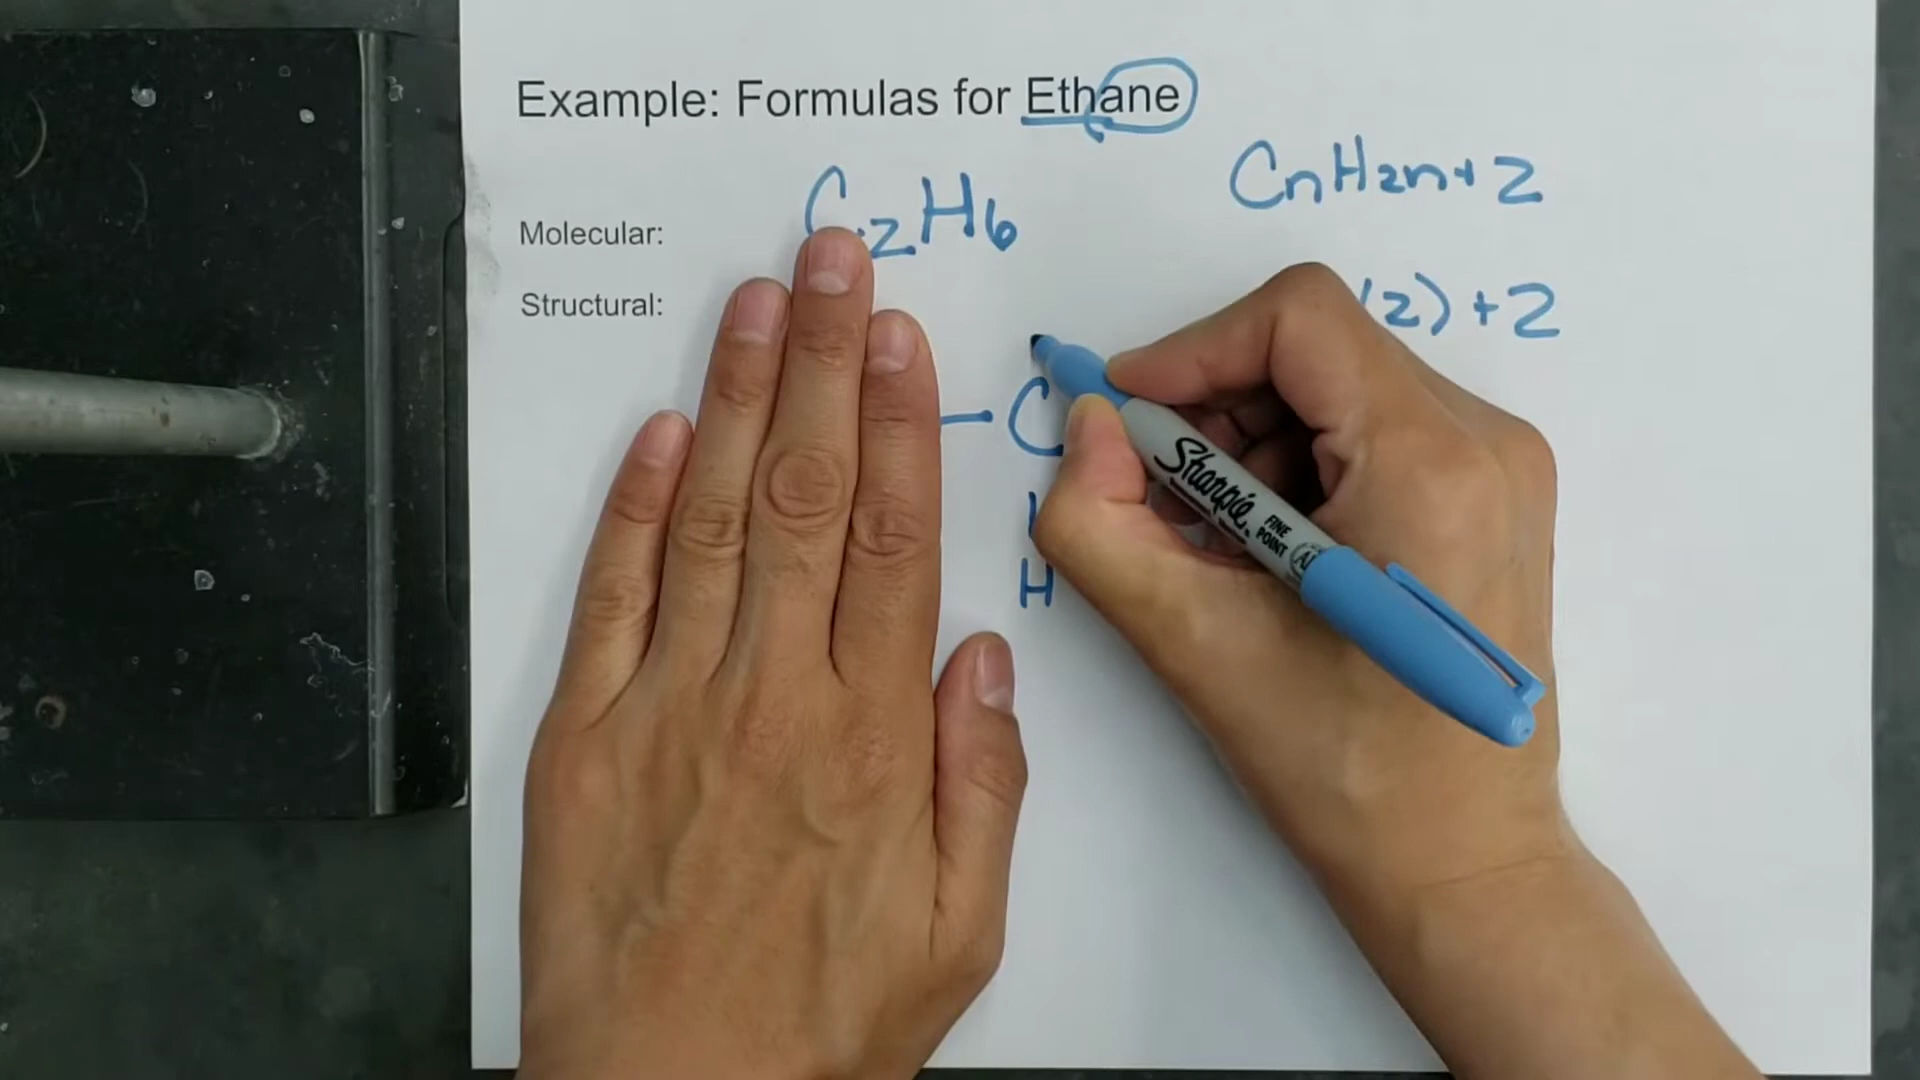 Example: Formulas for Ethane
CnH2n+2
Molecular: C2H6
(2)+2
Structural:
– C
H
Sharpie.
FINE
POINT